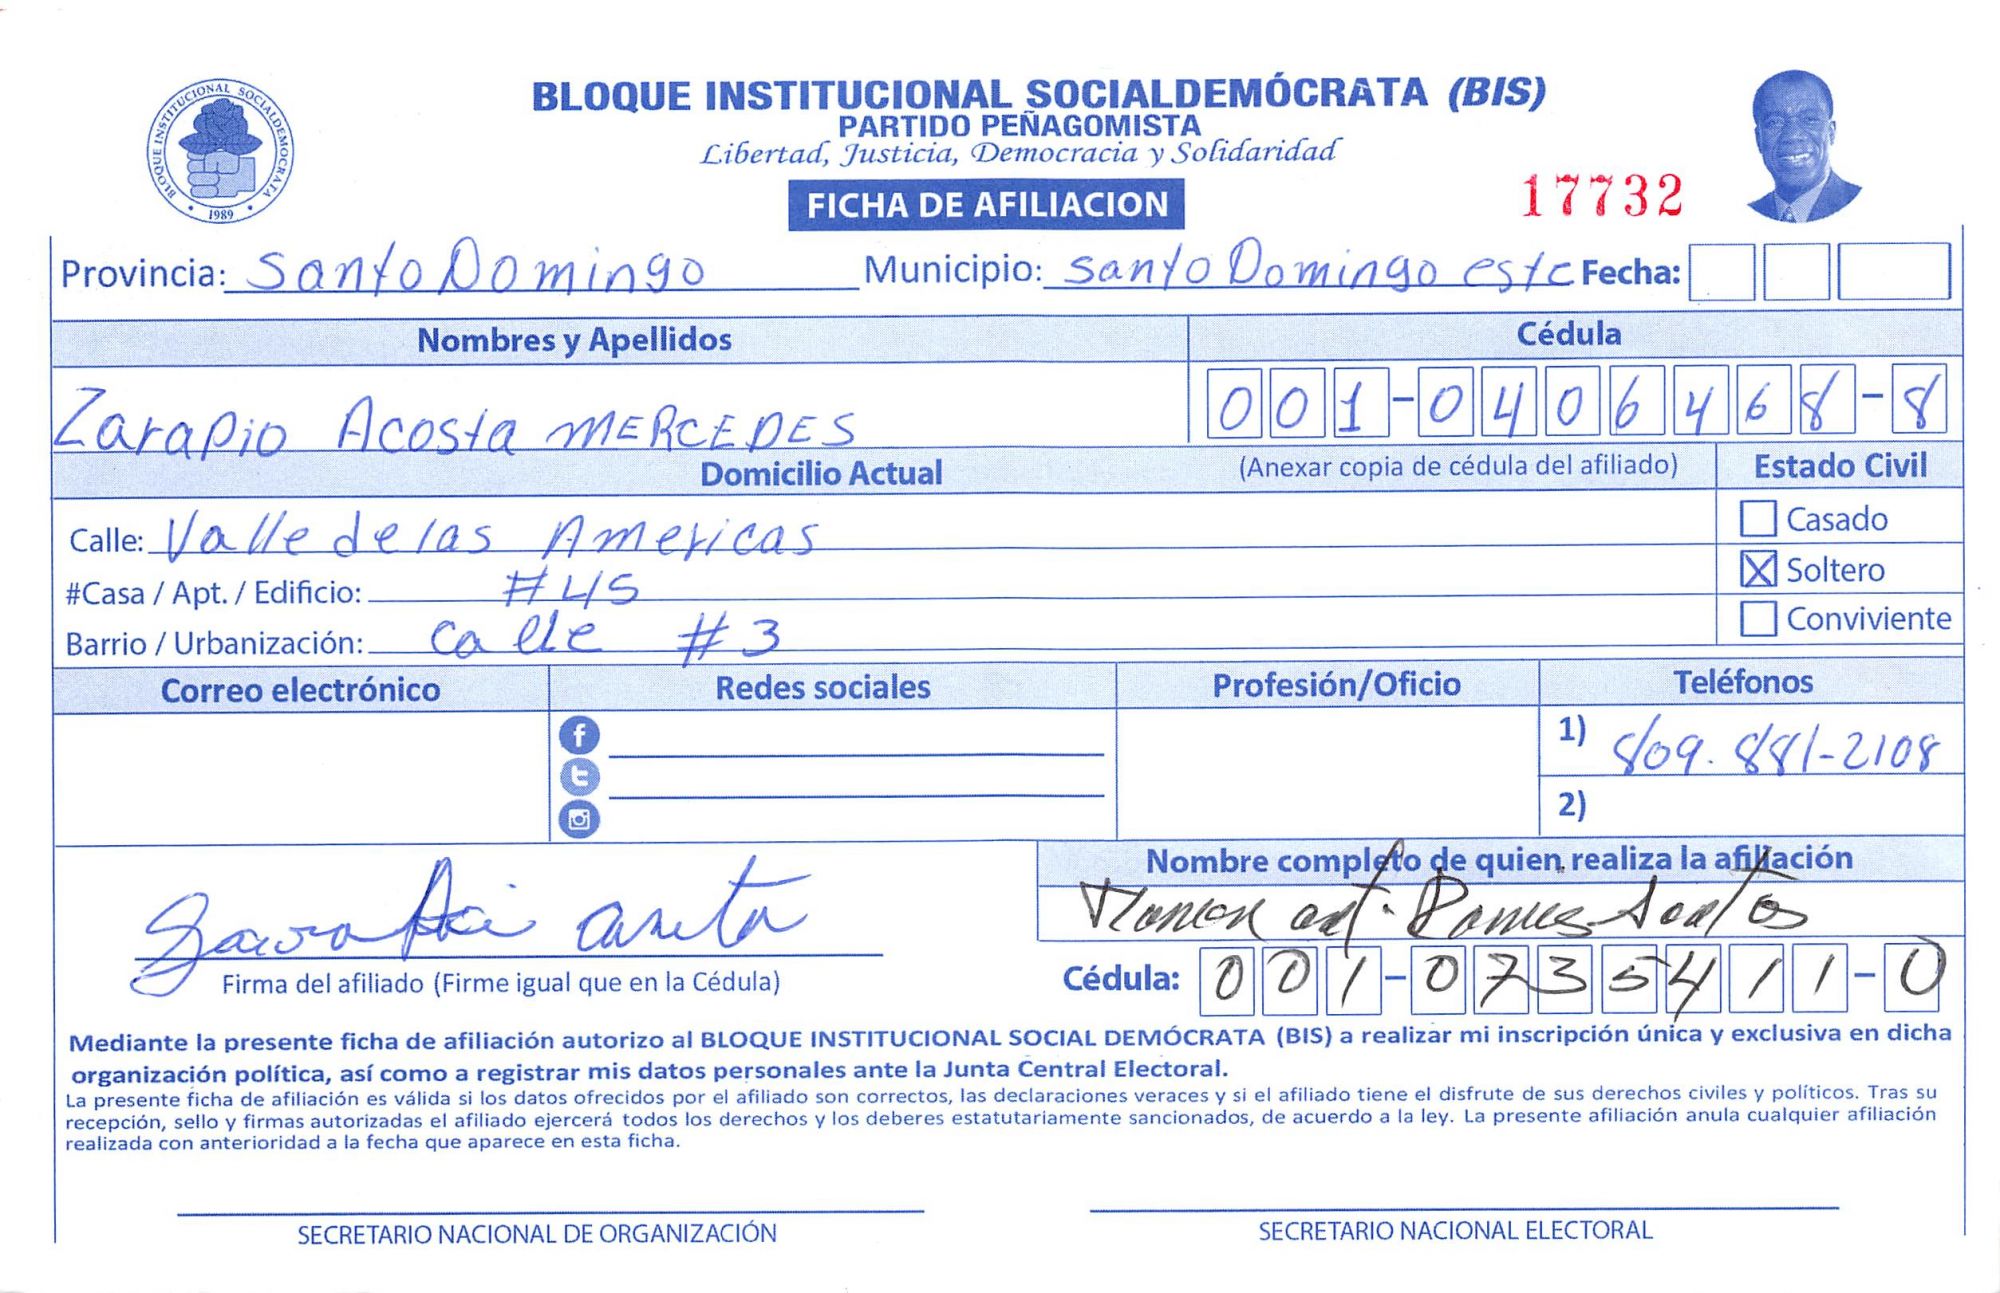 BLOQUE INSTITUCIONAL SOCIALDEMOCRATA
1989
BLOQUE INSTITUCIONAL SOCIALDEMÓCRATA (BIS)
PARTIDO PEÑAGOMISTA
Libertad, Justicia, Democracia y Solidaridad
FICHA DE AFILIACION
17732
Provincia: Santo Domingo Municipio: Santo Domingo este Fecha:
Nombres y Apellidos Cédula
Zarapio Acosta MERCEDES 001-0406468-8
Domicilio Actual (Anexar copia de cédula del afiliado) Estado Civil
Calle: Valle de las Americas Casado
#Casa / Apt. / Edificio: #45 Soltero
Barrio / Urbanización: Calle #3 Conviviente
Correo electrónico Redes sociales Profesión/Oficio Teléfonos
1) 809.881-2108
2)
Nombre completo de quien realiza la afiliación
Santos
Firma del afiliado (Firme igual que en la Cédula) Cédula: 001-0735411-0
Mediante la presente ficha de afiliación autorizo al BLOQUE INSTITUCIONAL SOCIAL DEMÓCRATA (BIS) a realizar mi inscripción única y exclusiva en dicha
organización política, así como a registrar mis datos personales ante la Junta Central Electoral.
La presente ficha de afiliación es válida si los datos ofrecidos por el afiliado son correctos, las declaraciones veraces y si el afiliado tiene el disfrute de sus derechos civiles y políticos. Tras su
recepción, sello y firmas autorizadas el afiliado ejercerá todos los derechos y los deberes estatutariamente sancionados, de acuerdo a la ley. La presente afiliación anula cualquier afiliación
realizada con anterioridad a la fecha que aparece en esta ficha.
SECRETARIO NACIONAL DE ORGANIZACIÓN SECRETARIO NACIONAL ELECTORAL